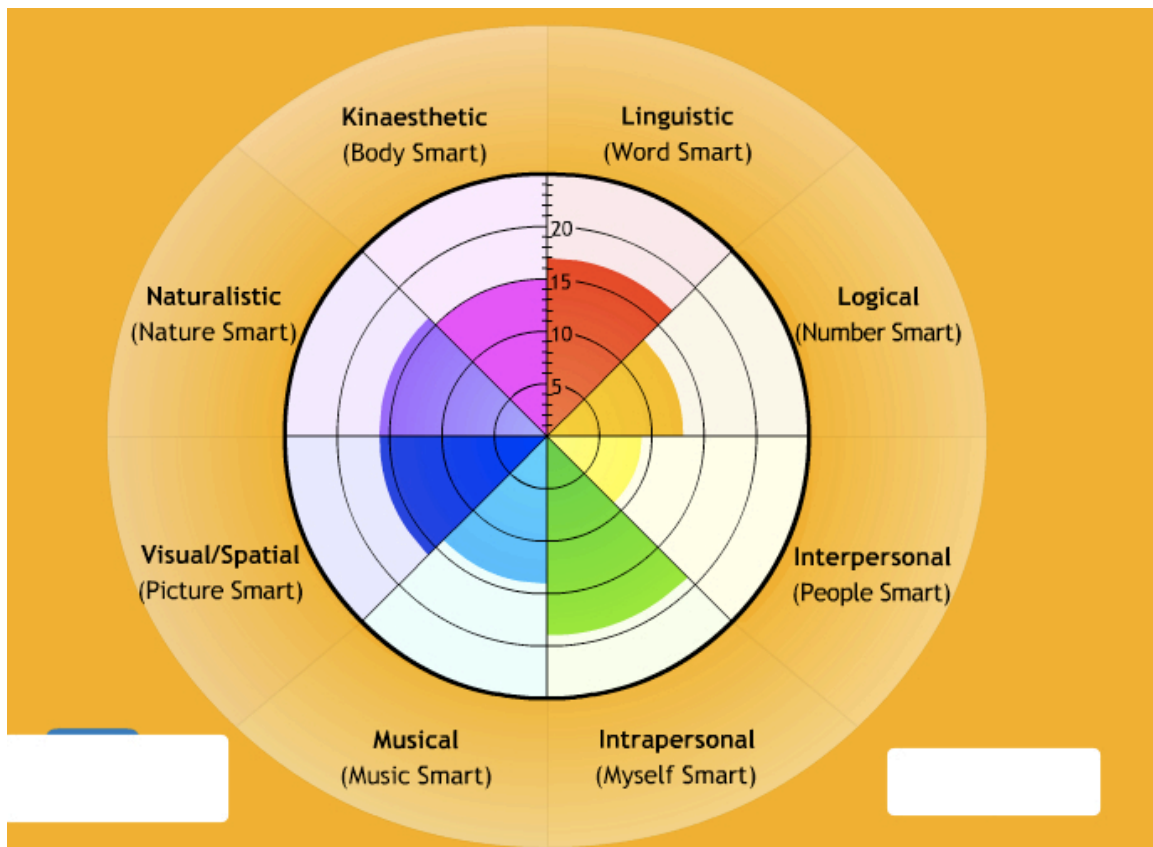 Kinaesthetic
(Body Smart)
Linguistic
(Word Smart)
20
15
10
5
Naturalistic
(Nature Smart)
Logical
(Number Smart)
Visual/Spatial
(Picture Smart)
Interpersonal
(People Smart)
Musical
(Music Smart)
Intrapersonal
(Myself Smart)